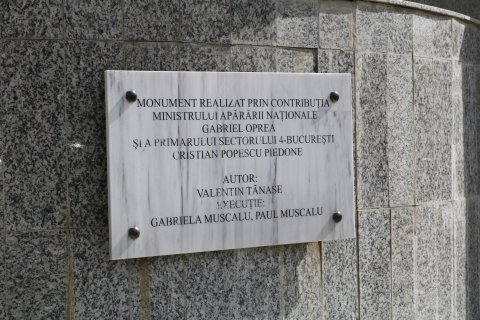 MONUMENT REALIZAT PRIN CONTRIBUȚIA
MINISTRULUI APĂRĂRII NAȚIONALE
GABRIEL OPREA
ȘI A PRIMARULUI SECTORULUI 4-BUCUREȘTI
CRISTIAN POPESCU PIEDONE
AUTOR:
VALENTIN TĂNASE
EXECUȚIE:
GABRIELA MUSCALU, PAUL MUSCALU